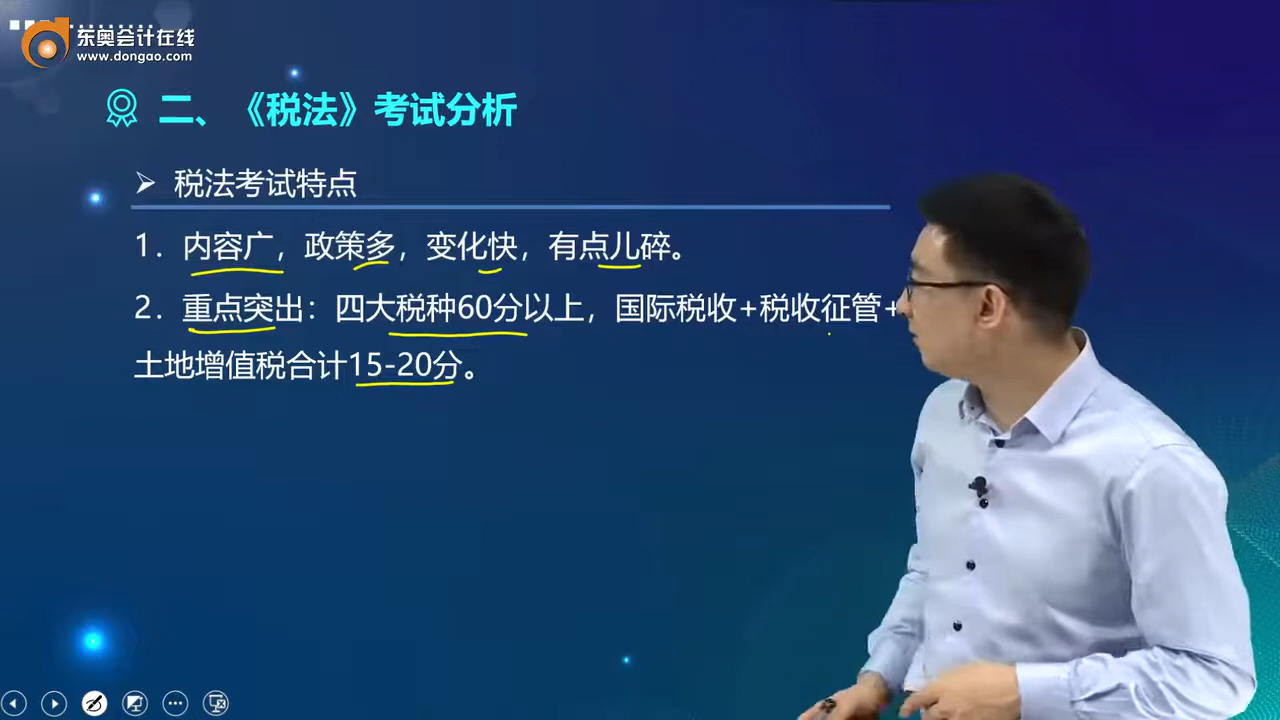 东奥会计在线
www.dongao.com
二、《税法》考试分析
税法考试特点
1. 内容广，政策多，变化快，有点儿碎。
2. 重点突出：四大税种60分以上，国际税收+税收征管+
土地增值税合计15-20分。